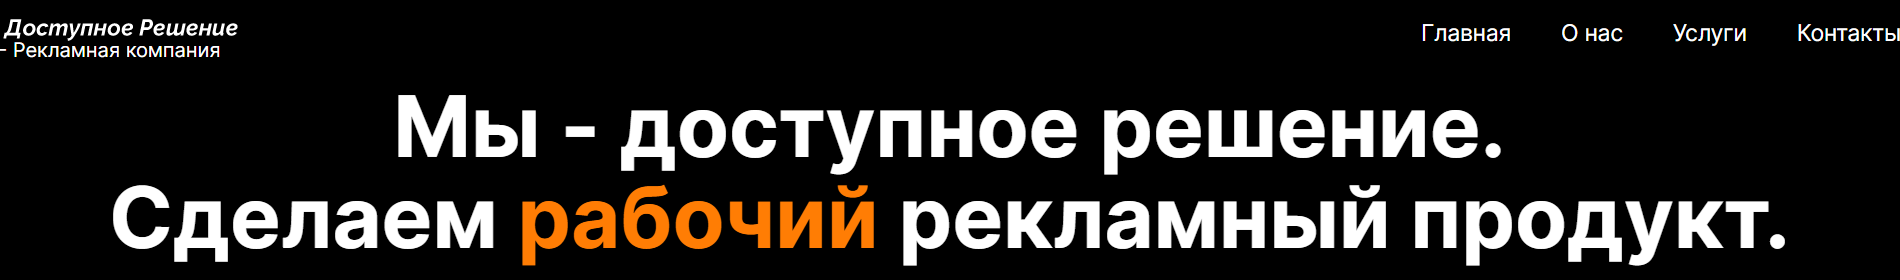 Доступное Решение
- Рекламная компания
Главная О нас Услуги Контакты
Мы - доступное решение.
Сделаем рабочий рекламный продукт.